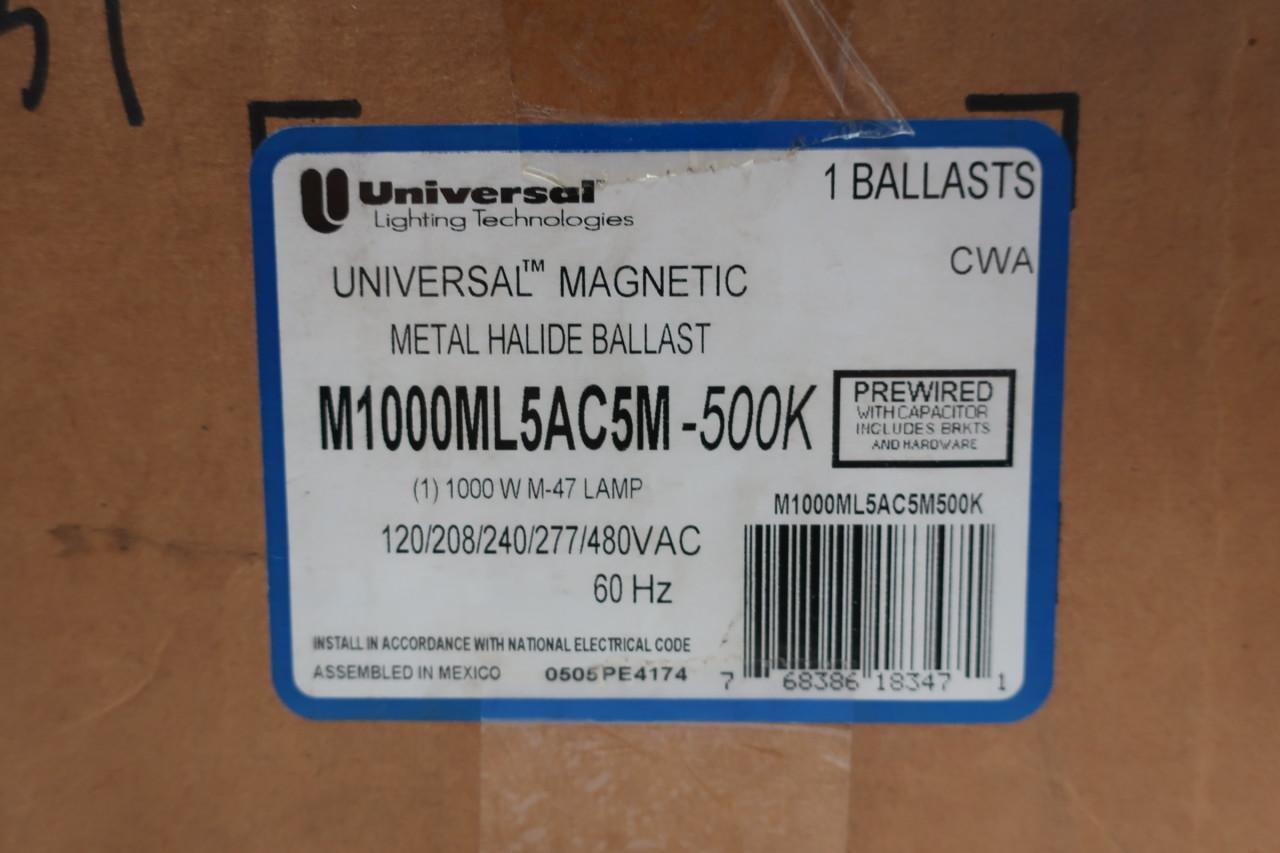 Universal™
Lighting Technologies
1 BALLASTS
CWA
UNIVERSAL™ MAGNETIC
METAL HALIDE BALLAST
M1000ML5AC5M-500K
PREWIRED
WITH CAPACITOR
INCLUDES BRKTS
AND HARDWARE
(1) 1000 W M-47 LAMP
M1000ML5AC5M500K
120/208/240/277/480VAC
60 Hz
INSTALL IN ACCORDANCE WITH NATIONAL ELECTRICAL CODE
ASSEMBLED IN MEXICO 0505PE4174
7 68386 18347 1